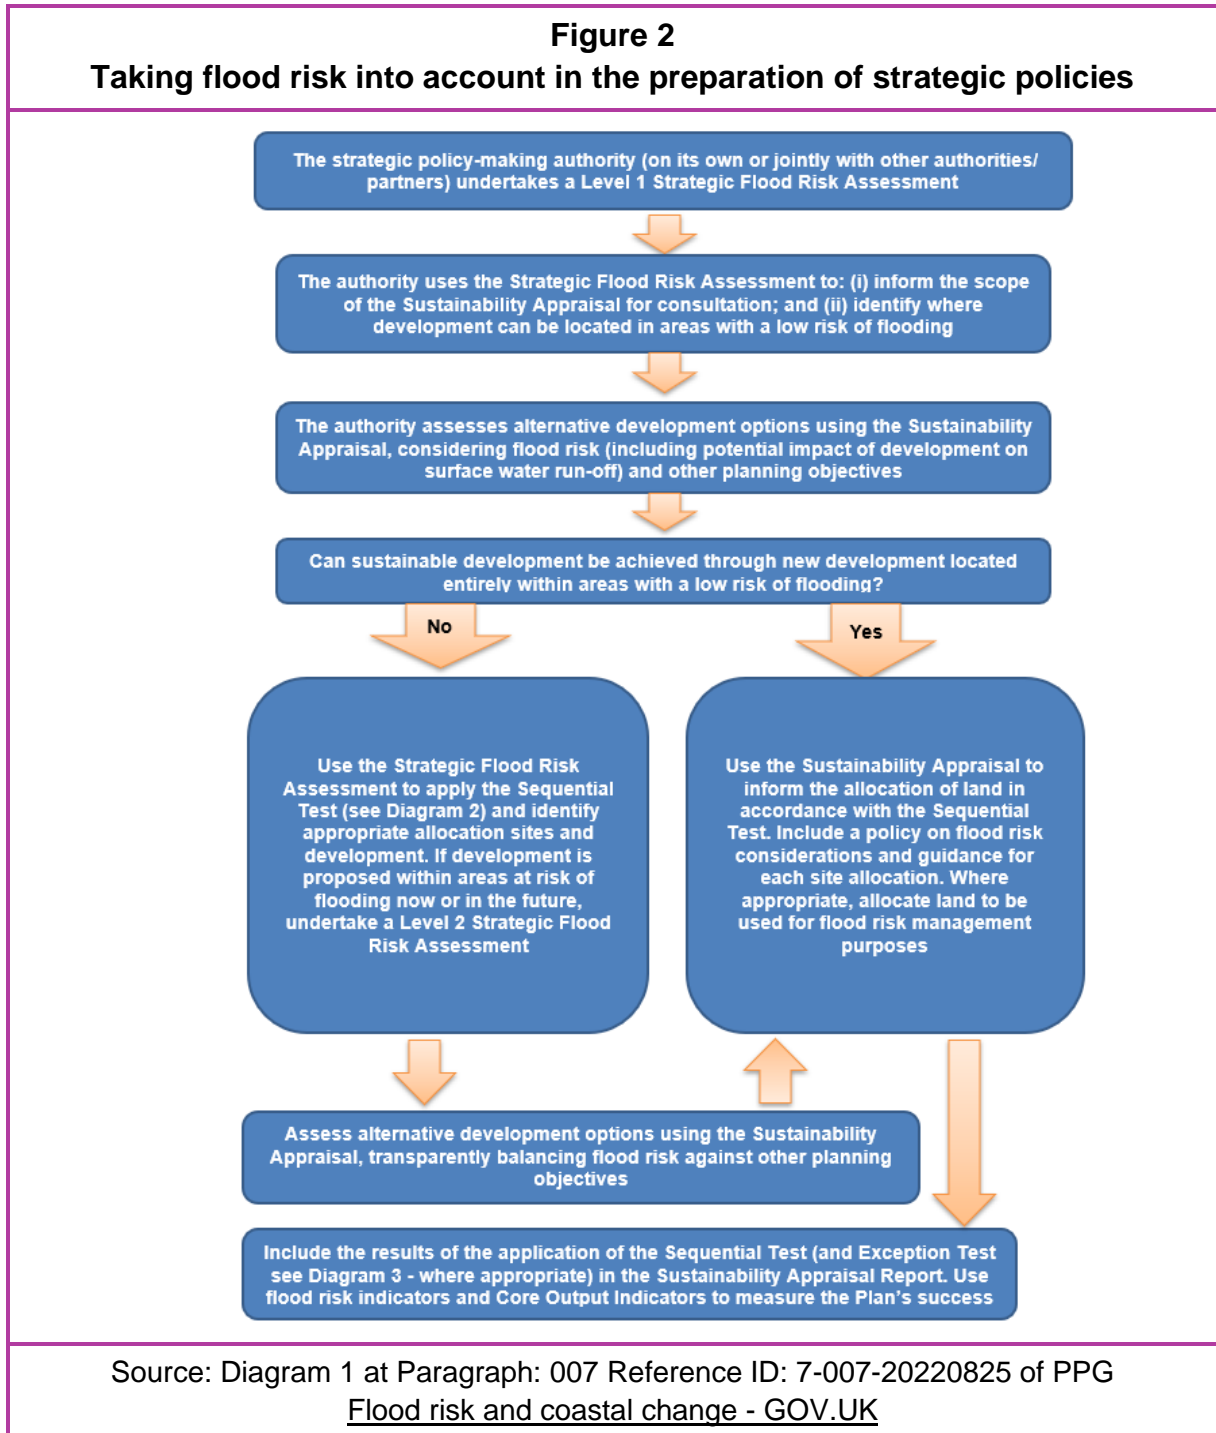 Figure 2
Taking flood risk into account in the preparation of strategic policies
The strategic policy-making authority (on its own or jointly with other authorities/
partners) undertakes a Level 1 Strategic Flood Risk Assessment
The authority uses the Strategic Flood Risk Assessment to: (i) inform the scope
of the Sustainability Appraisal for consultation; and (ii) identify where
development can be located in areas with a low risk of flooding
The authority assesses alternative development options using the Sustainability
Appraisal, considering flood risk (including potential impact of development on
surface water run-off) and other planning objectives
Can sustainable development be achieved through new development located
entirely within areas with a low risk of flooding?
No
Yes
Use the Strategic Flood Risk
Assessment to apply the Sequential
Test (see Diagram 2) and identify
appropriate allocation sites and
development. If development is
proposed within areas at risk of
flooding now or in the future,
undertake a Level 2 Strategic Flood
Risk Assessment
Use the Sustainability Appraisal to
inform the allocation of land in
accordance with the Sequential
Test. Include a policy on flood risk
considerations and guidance for
each site allocation. Where
appropriate, allocate land to be
used for flood risk management
purposes
Assess alternative development options using the Sustainability
Appraisal, transparently balancing flood risk against other planning
objectives
Include the results of the application of the Sequential Test (and Exception Test
see Diagram 3 - where appropriate) in the Sustainability Appraisal Report. Use
flood risk indicators and Core Output Indicators to measure the Plan's success
Source: Diagram 1 at Paragraph: 007 Reference ID: 7-007-20220825 of PPG
Flood risk and coastal change - GOV.UK